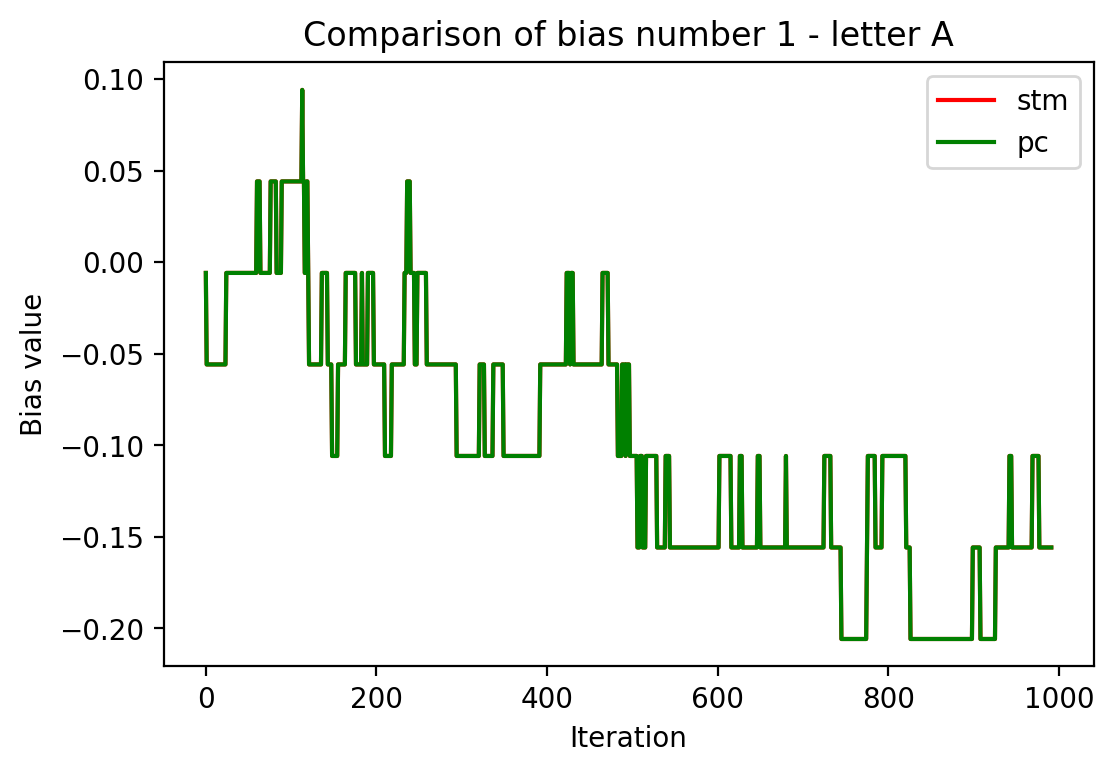 Comparison of bias number 1 - letter A
stm
pc
0.10
0.05
0.00
−0.05
−0.10
−0.15
−0.20
Bias value
0 200 400 600 800 1000
Iteration